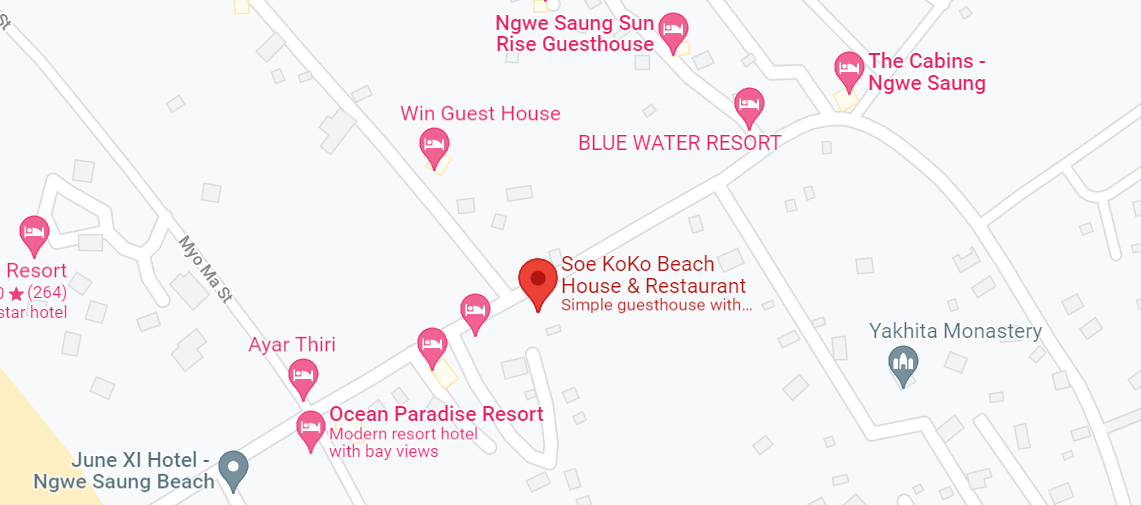 St
Ngwe Saung Sun
Rise Guesthouse
The Cabins -
Ngwe Saung
Win Guest House
BLUE WATER RESORT
Myo Ma St
Resort
(264)
star hotel
Soe KoKo Beach
House & Restaurant
Simple guesthouse with...
Yakhita Monastery
Ayar Thiri
Ocean Paradise Resort
Modern resort hotel
with bay views
June XI Hotel -
Ngwe Saung Beach